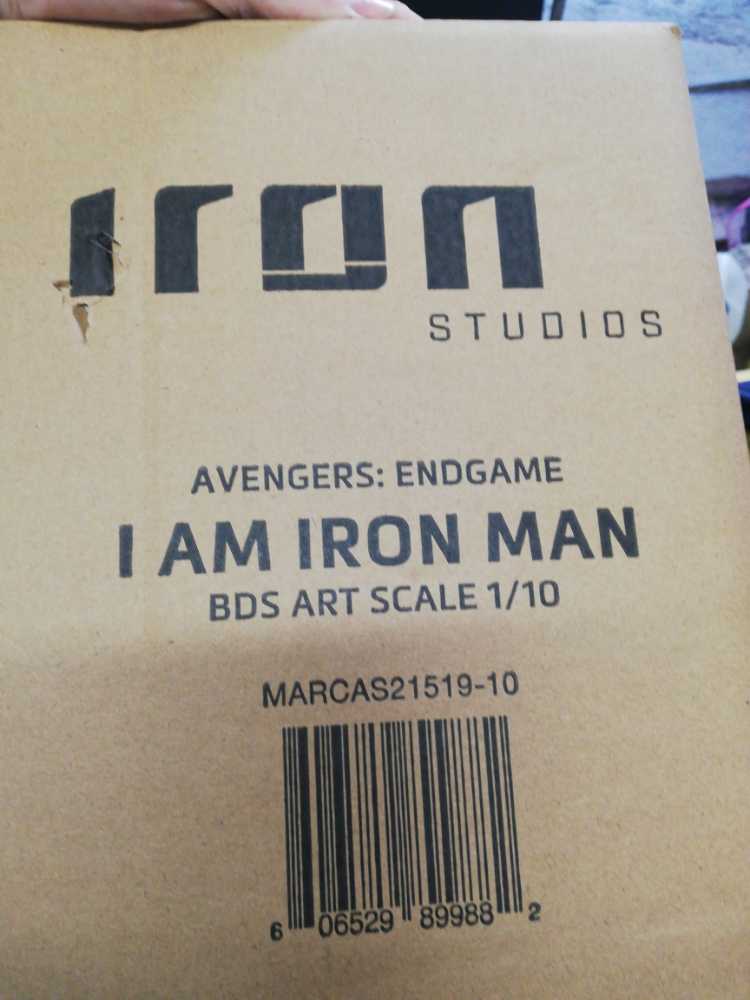 iron
STUDIOS
AVENGERS: ENDGAME
I AM IRON MAN
BDS ART SCALE 1/10
MARCAS21519-10
6 06529 89988 2